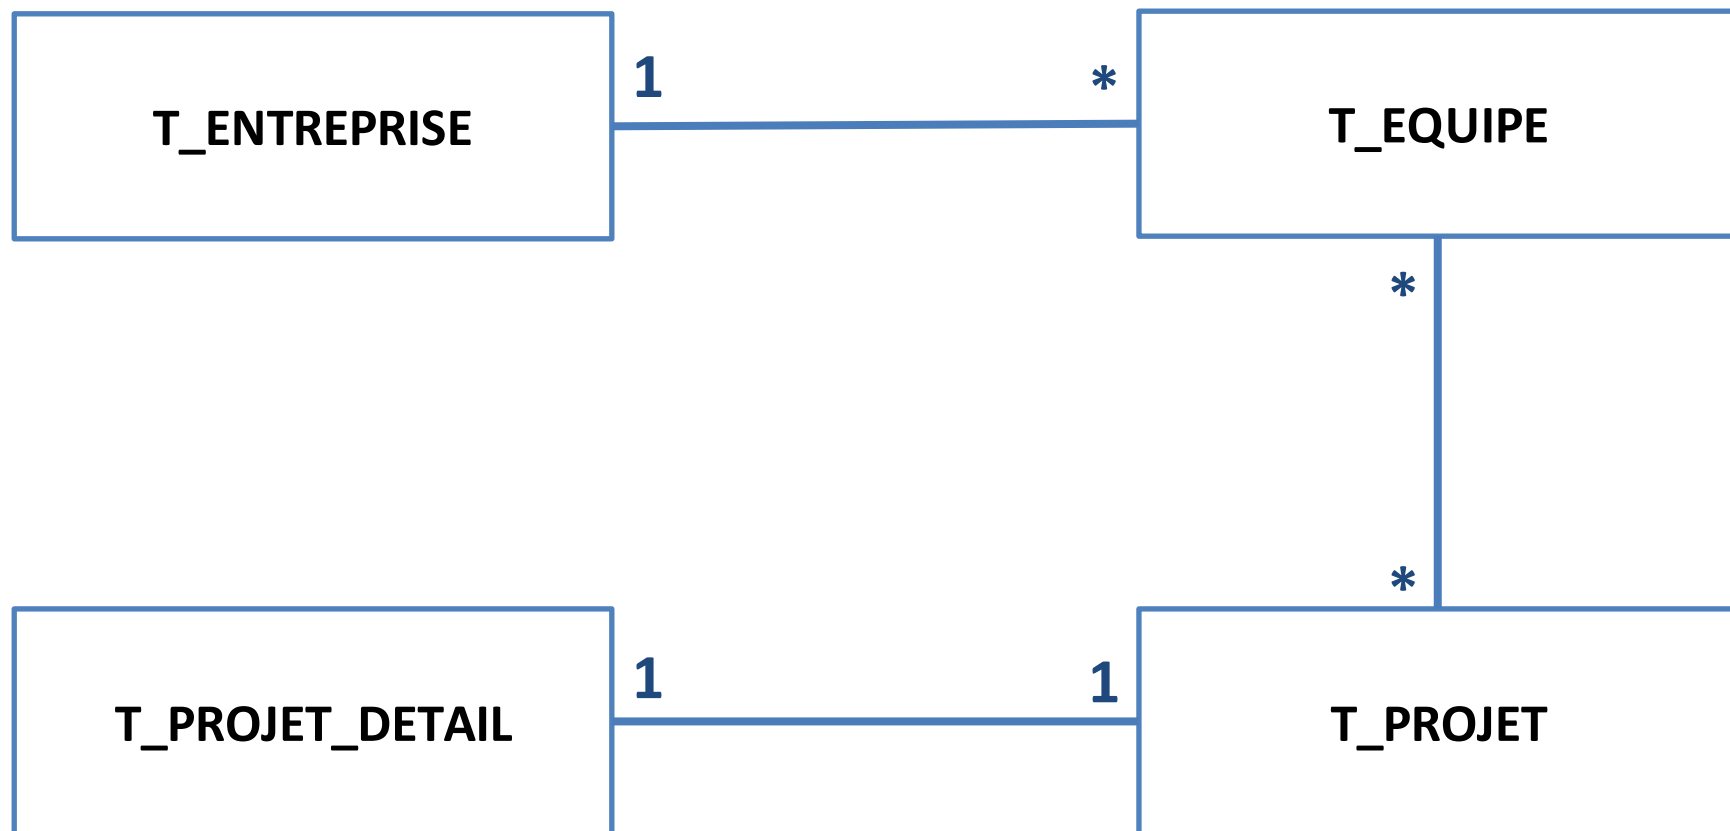 T_ENTREPRISE
1
*
T_EQUIPE
*
*
T_PROJET_DETAIL
1
1
T_PROJET